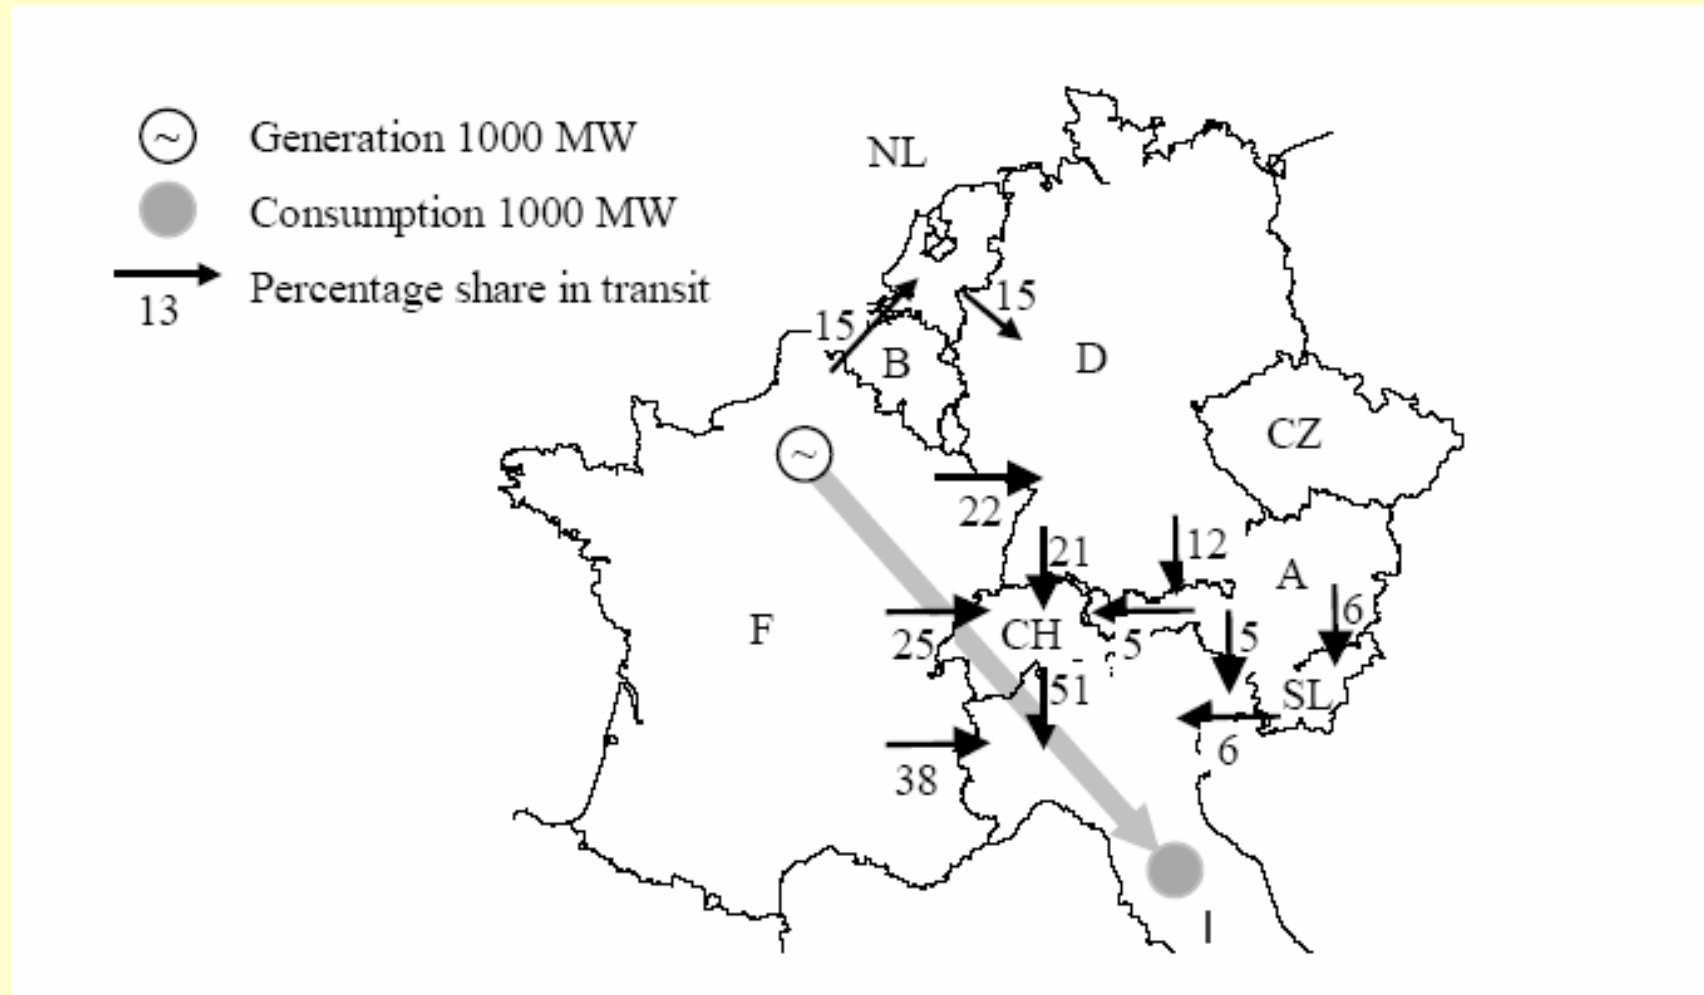 ~ Generation 1000 MW
Consumption 1000 MW
13 Percentage share in transit
NL
15
15
B
D
CZ
~
22
21
12
A
F
25
CH
5
5
6
51
SL
38
6
I